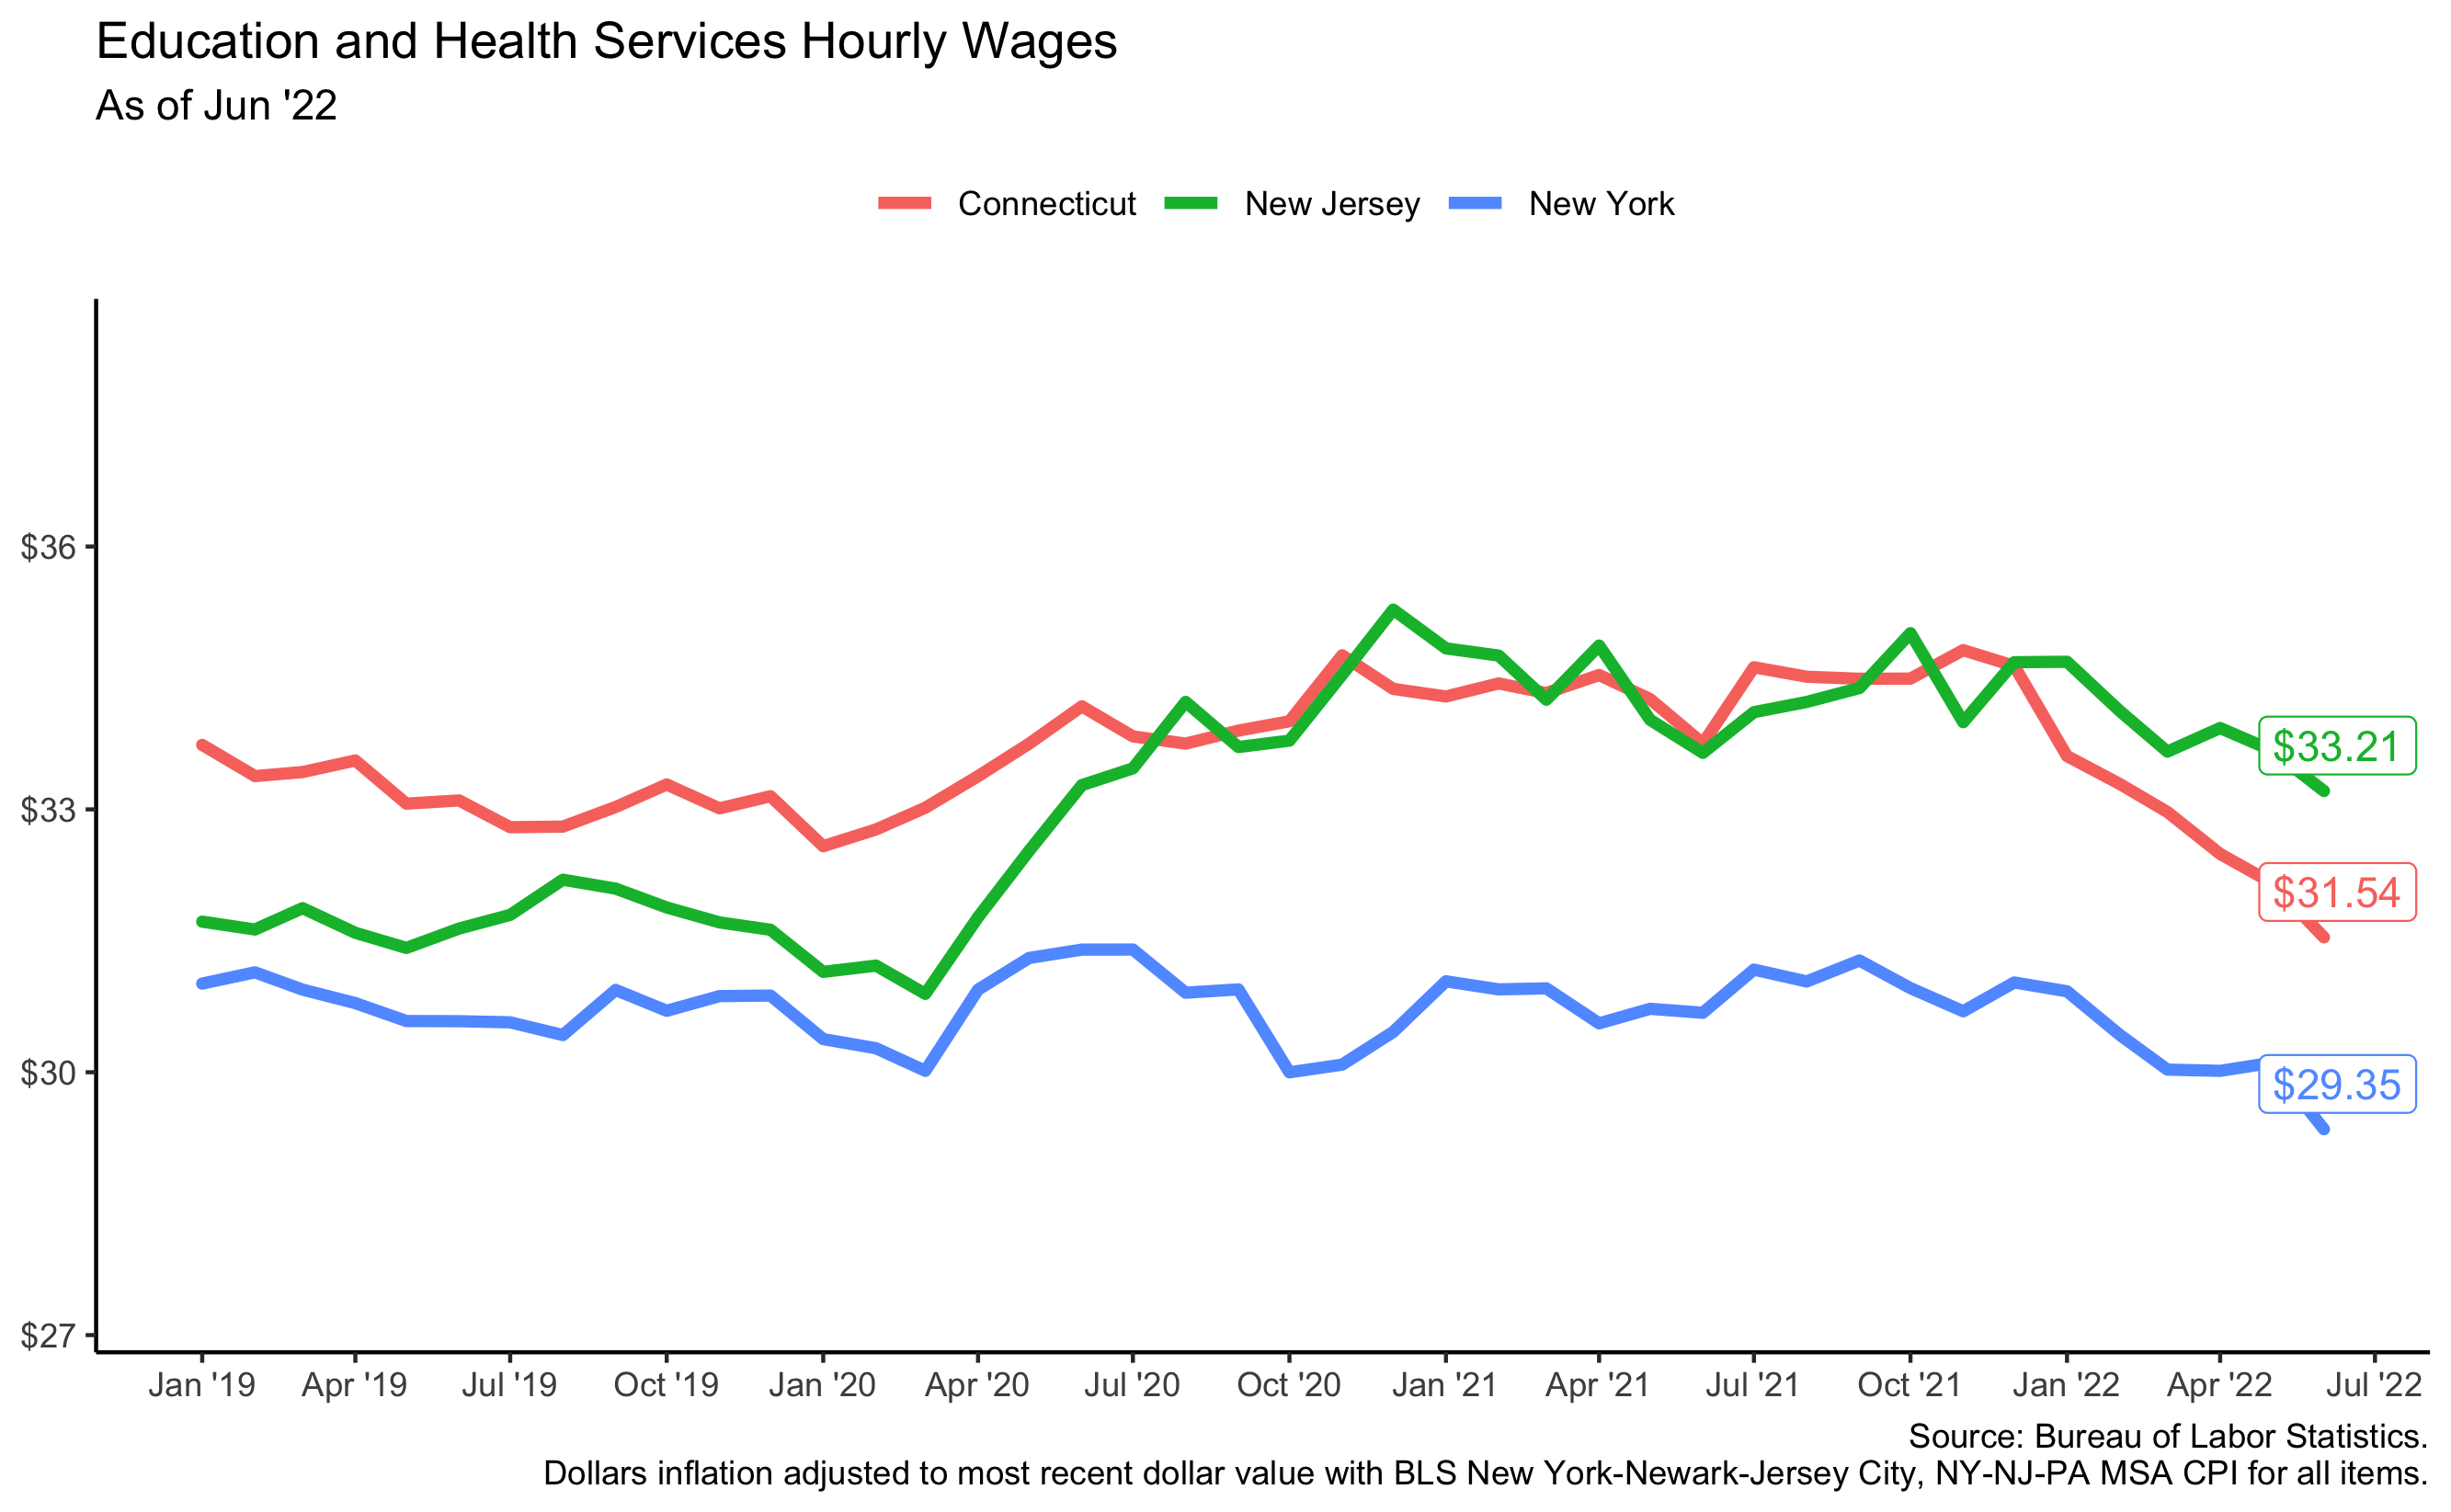 Education and Health Services Hourly Wages
As of Jun '22
Connecticut New Jersey New York
$36
$33
$30
$27
$33.21
$31.54
$29.35
Jan '19 Apr '19 Jul '19 Oct '19 Jan '20 Apr '20 Jul '20 Oct '20 Jan '21 Apr '21 Jul '21 Oct '21 Jan '22 Apr '22 Jul '22
Source: Bureau of Labor Statistics.
Dollars inflation adjusted to most recent dollar value with BLS New York-Newark-Jersey City, NY-NJ-PA MSA CPI for all items.